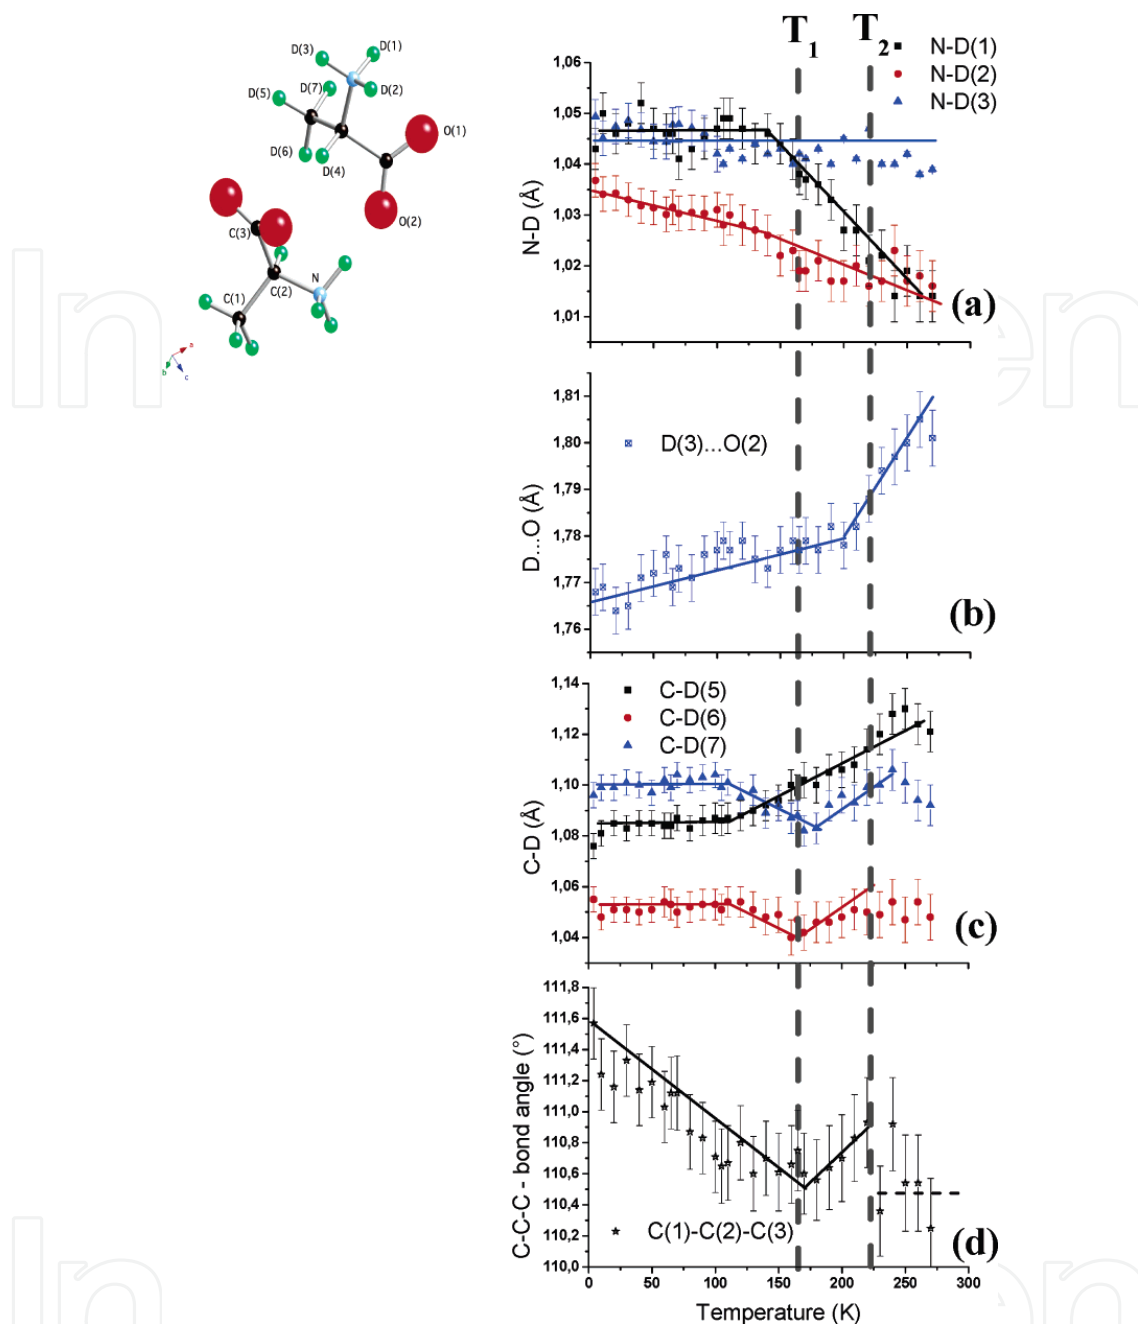 D(3)
D(1)
D(7)
D(2)
D(5)
D(6)
D(4)
O(1)
O(2)
C(3)
C(2)
N
C(1)
a
b
c
T1
T2
N-D(1)
N-D(2)
N-D(3)
1,06
1,05
1,04
1,03
1,02
1,01
N-D (Å)
(a)
1,81
1,80
1,79
1,78
1,77
1,76
D...O (Å)
D(3)...O(2)
(b)
1,14
1,12
1,10
1,08
1,06
1,04
C-D (Å)
C-D(5)
C-D(6)
C-D(7)
(c)
111,8
111,6
111,4
111,2
111,0
110,8
110,6
110,4
110,2
110,0
C-C-C - bond angle (°)
C(1)-C(2)-C(3)
(d)
0 50 100 150 200 250 300
Temperature (K)
In
en
In
en